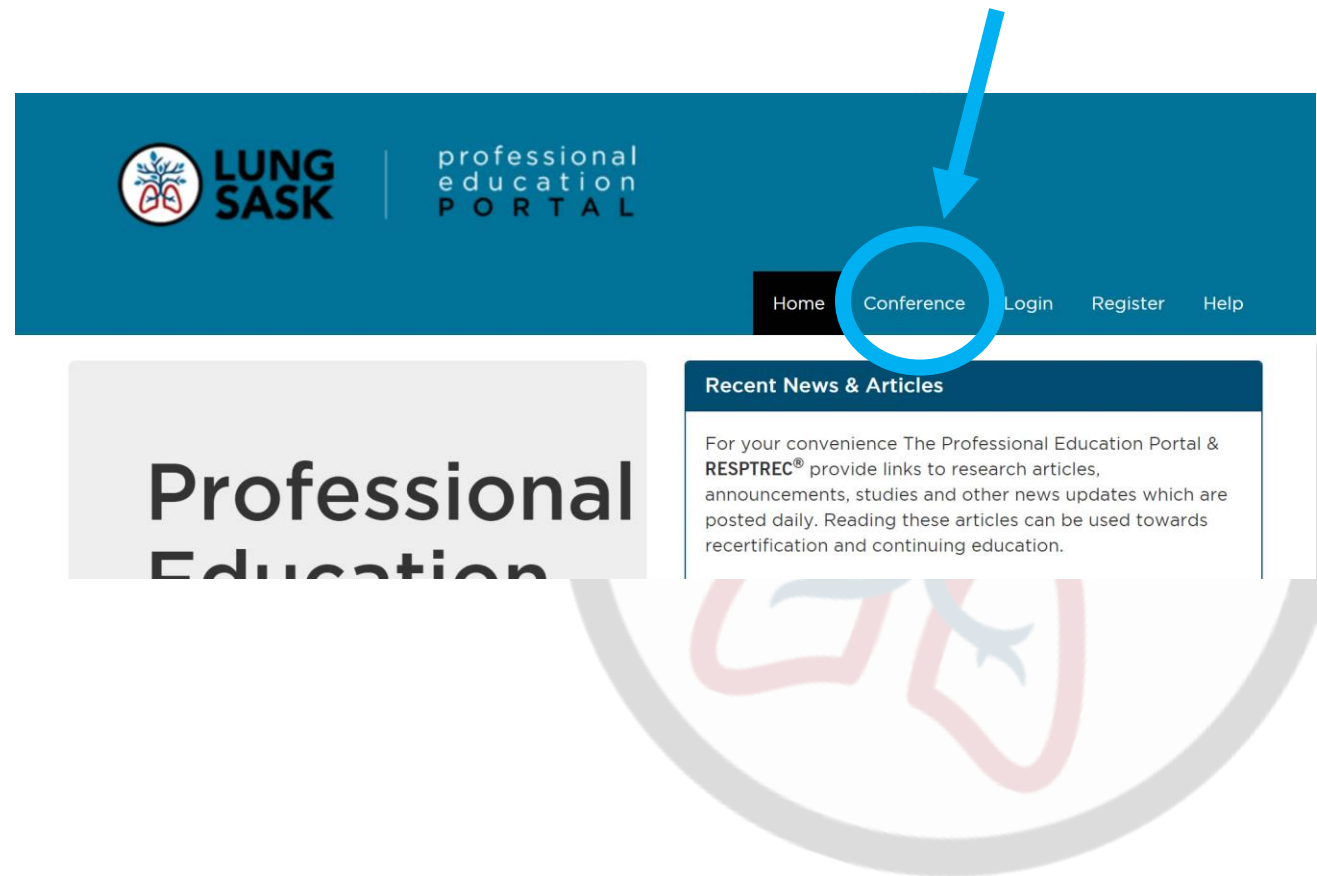 LUNG
SASK
professional
education
PORTAL
Home Conference Login Register Help
Professional
Education
Recent News & Articles
For your convenience The Professional Education Portal &
RESPTREC® provide links to research articles,
announcements, studies and other news updates which are
posted daily. Reading these articles can be used towards
recertification and continuing education.